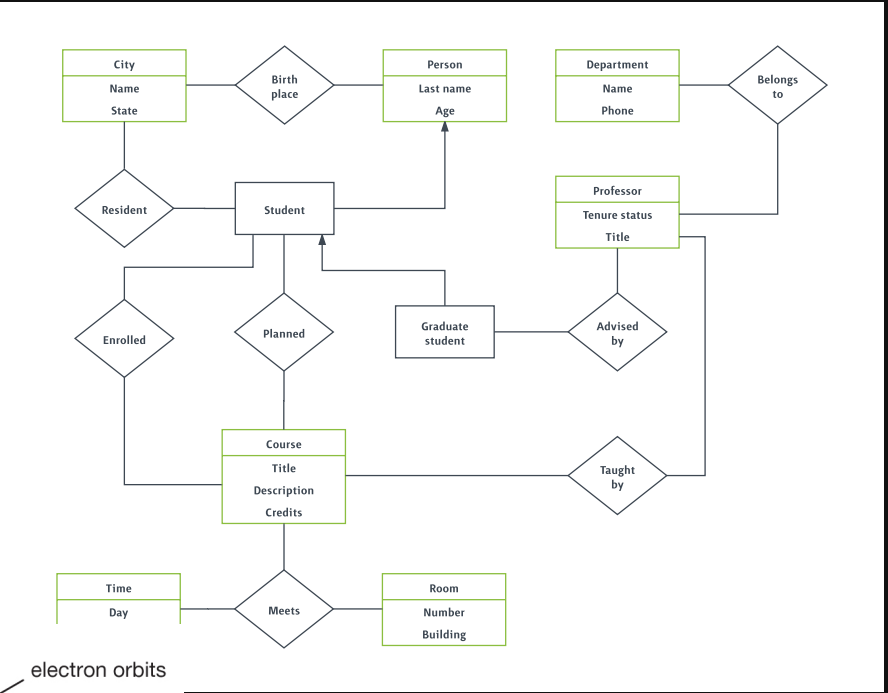 City
Name
State
Birth
place
Person
Last name
Age
Department
Name
Phone
Belongs
to
Resident
Student
Professor
Tenure status
Title
Enrolled
Planned
Graduate
student
Advised
by
Course
Title
Description
Credits
Taught
by
Time
Day
Meets
Room
Number
Building
electron orbits